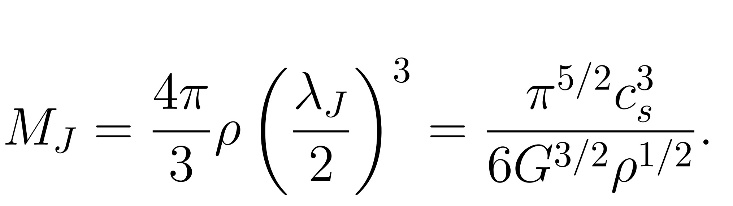 M_J = \frac{4\pi}{3} \rho \left( \frac{\lambda_J}{2} \right)^3 = \frac{\pi^{5/2} c_s^3}{6G^{3/2} \rho^{1/2}}.